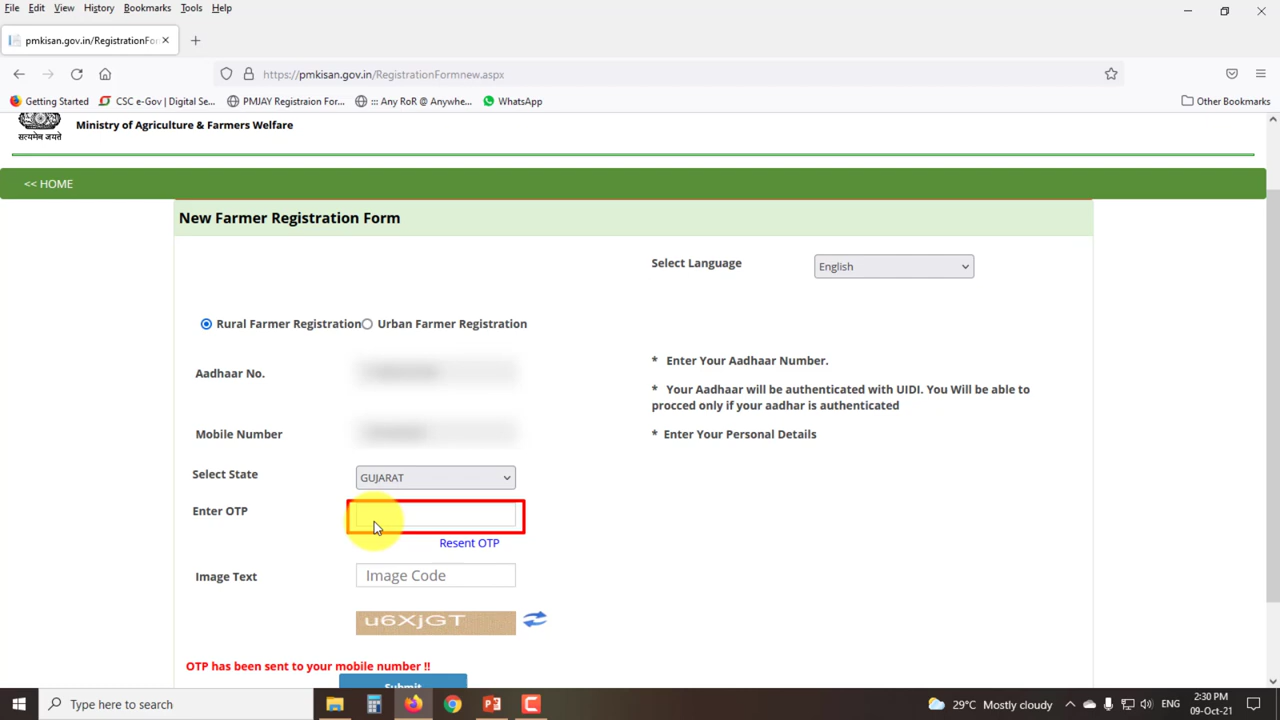 File Edit View History Bookmarks Tools Help
pmkisan.gov.in/RegistrationFor
https://pmkisan.gov.in/RegistrationFormnew.aspx
Getting Started CSC e-Gov | Digital Se... PMJAY Registraion For... ::: Any RoR @ Anywhe... WhatsApp Other Bookmarks
सत्यमेव जयते Ministry of Agriculture & Farmers Welfare
<< HOME
New Farmer Registration Form
Select Language English
Rural Farmer Registration Urban Farmer Registration
Aadhaar No.
* Enter Your Aadhaar Number.
* Your Aadhaar will be authenticated with UIDI. You Will be able to
procced only if your aadhar is authenticated
Mobile Number
* Enter Your Personal Details
Select State GUJARAT
Enter OTP
Resent OTP
Image Text Image Code
u6XjGT
OTP has been sent to your mobile number !!
Submit
Type here to search 29°C Mostly cloudy ENG 2:30 PM
09-Oct-21